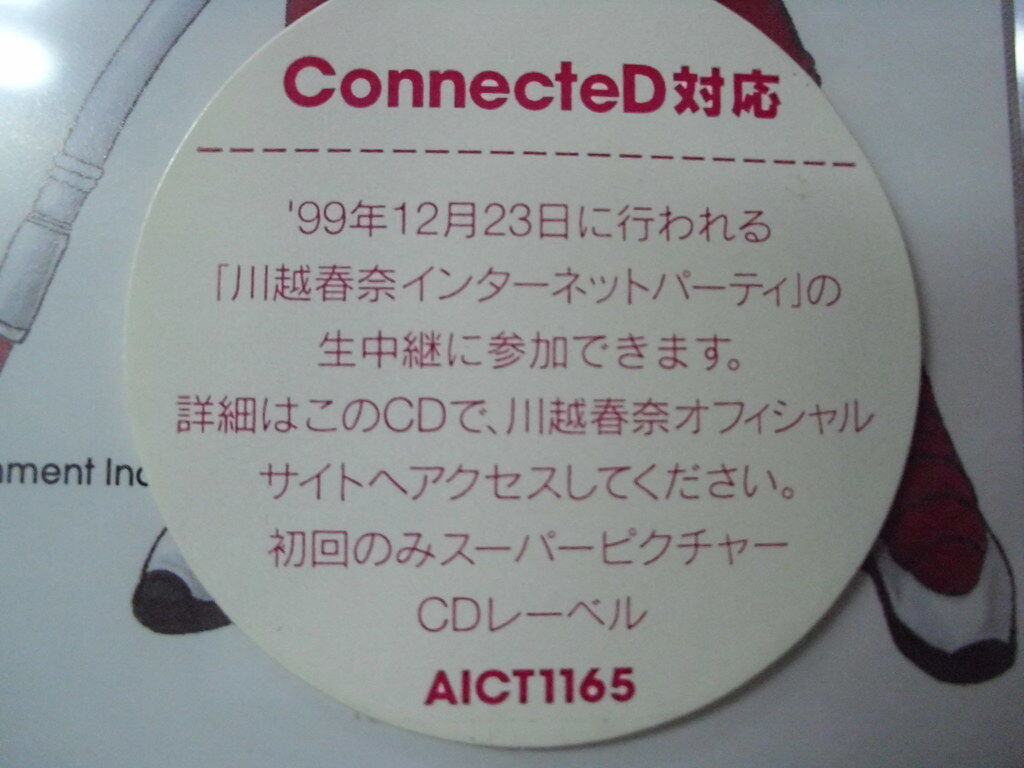 ConnecteD対応
'99年12月23日に行われる
「川越春奈インターネットパーティ」の
生中継に参加できます。
詳細はこのCDで、川越春奈オフィシャル
サイトへアクセスしてください。
初回のみスーパーピクチャー
CDレーベル
AICT1165
nment Inc